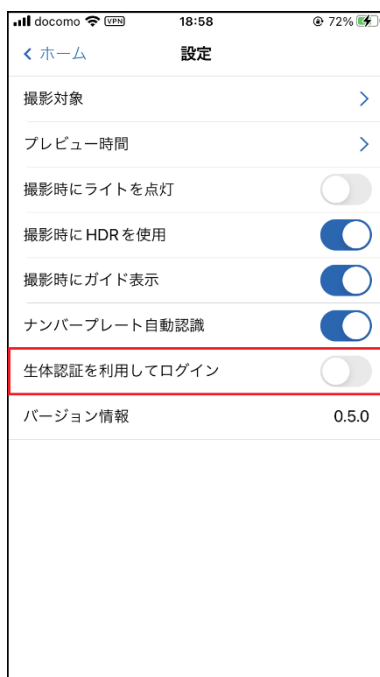 docomo VPN 18:58 72%
ホーム 設定
撮影対象
プレビュー時間
撮影時にライトを点灯
撮影時にHDRを使用
撮影時にガイド表示
ナンバープレート自動認識
生体認証を利用してログイン
バージョン情報 0.5.0